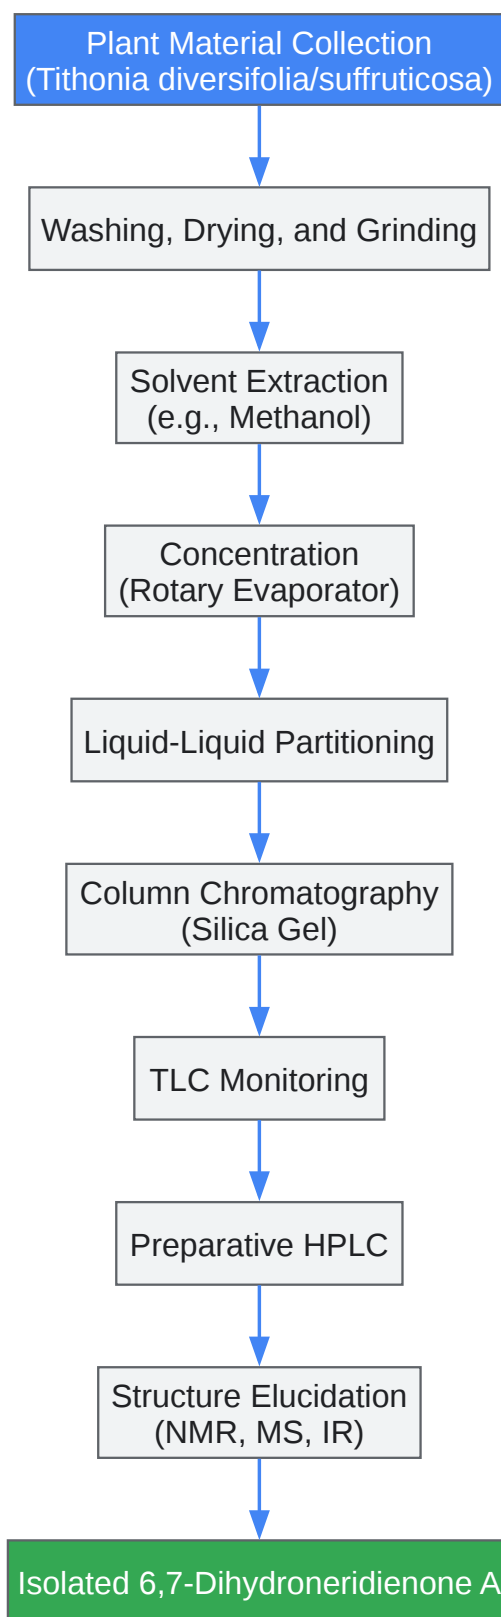 Plant Material Collection
(Tithonia diversifolia/suffruticosa)
Washing, Drying, and Grinding
Solvent Extraction
(e.g., Methanol)
Concentration
(Rotary Evaporator)
Liquid-Liquid Partitioning
Column Chromatography
(Silica Gel)
TLC Monitoring
Preparative HPLC
Structure Elucidation
(NMR, MS, IR)
Isolated 6,7-Dihydroneridienone A